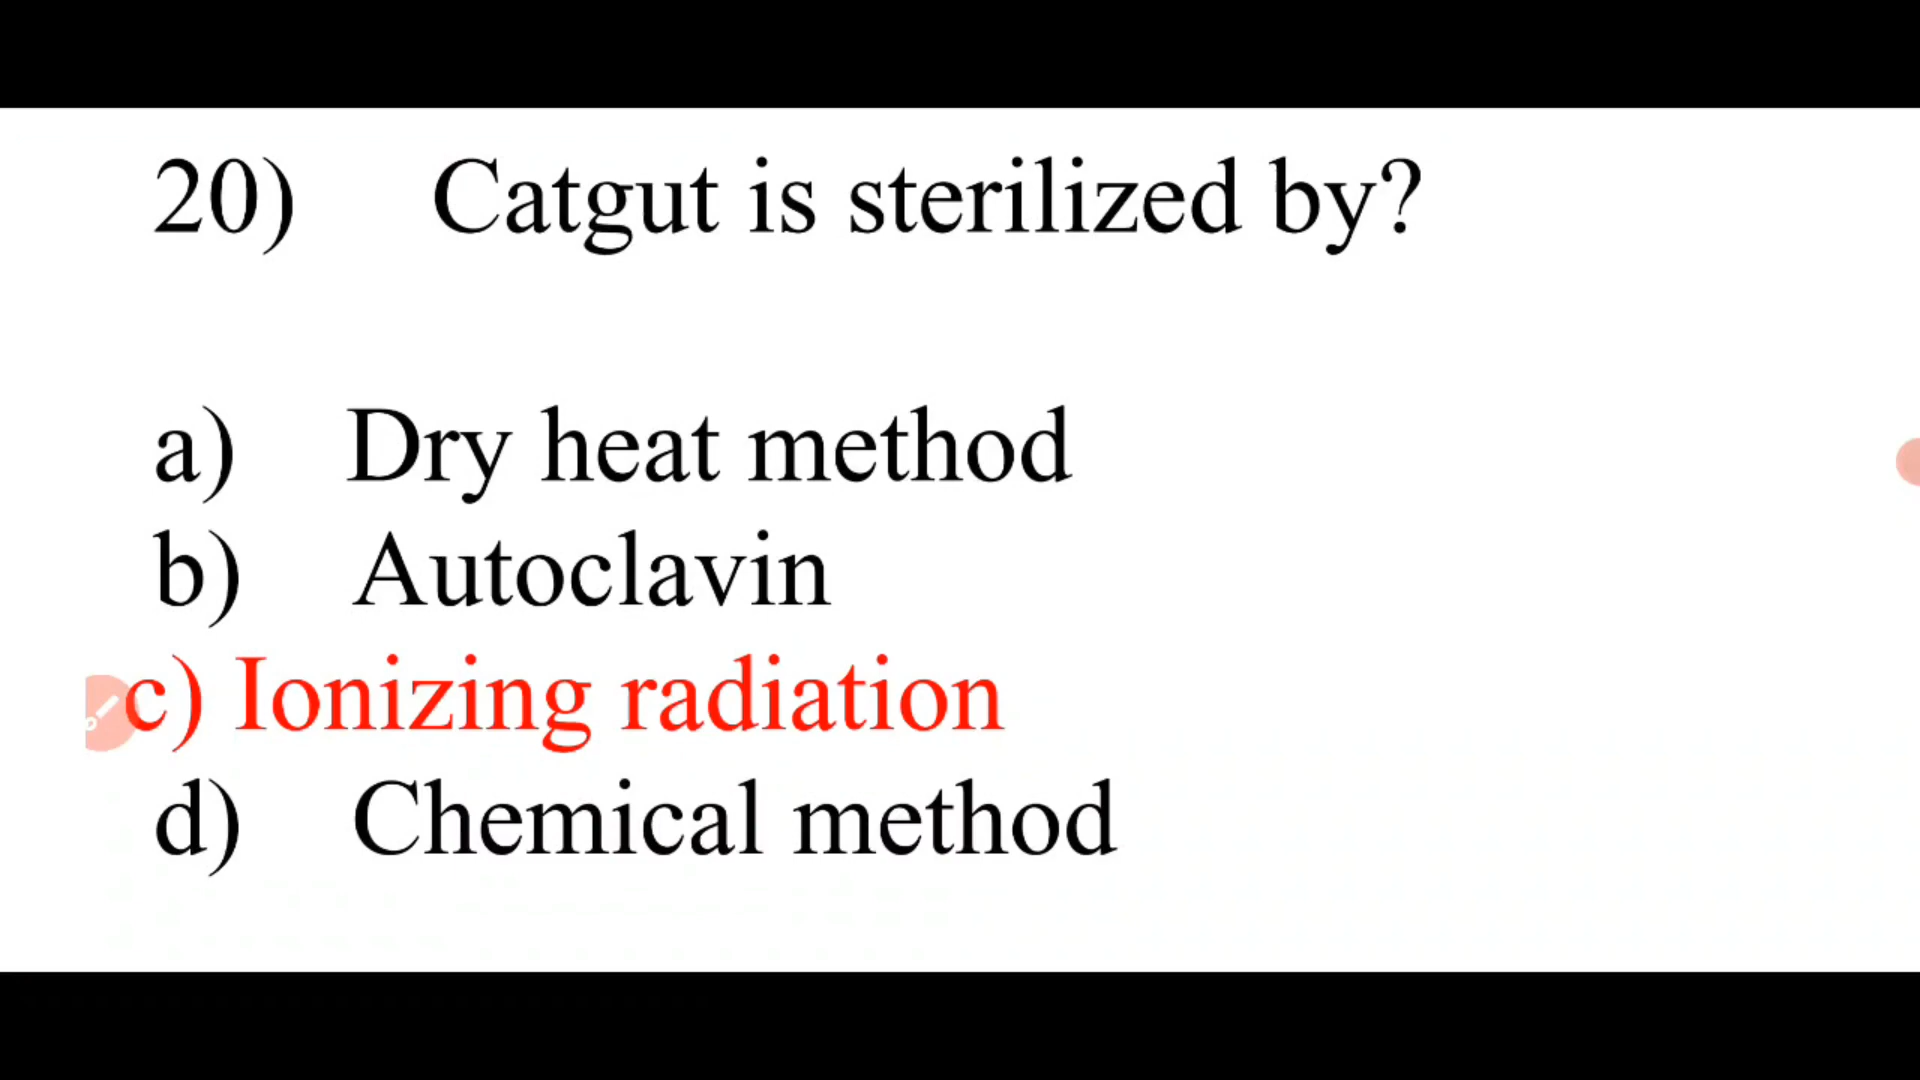 20) Catgut is sterilized by?
a) Dry heat method
b) Autoclavin
c) Ionizing radiation
d) Chemical method